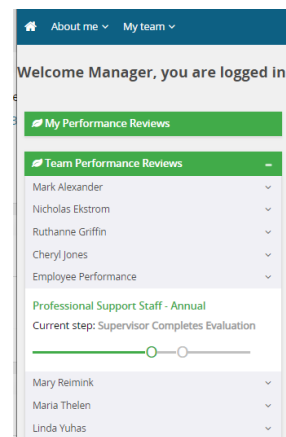 About me My team
Welcome Manager, you are logged in
My Performance Reviews
Team Performance Reviews
Mark Alexander
Nicholas Ekstrom
Ruthanne Griffin
Cheryl Jones
Employee Performance
Professional Support Staff - Annual
Current step: Supervisor Completes Evaluation
Mary Reimink
Maria Thelen
Linda Yuhas